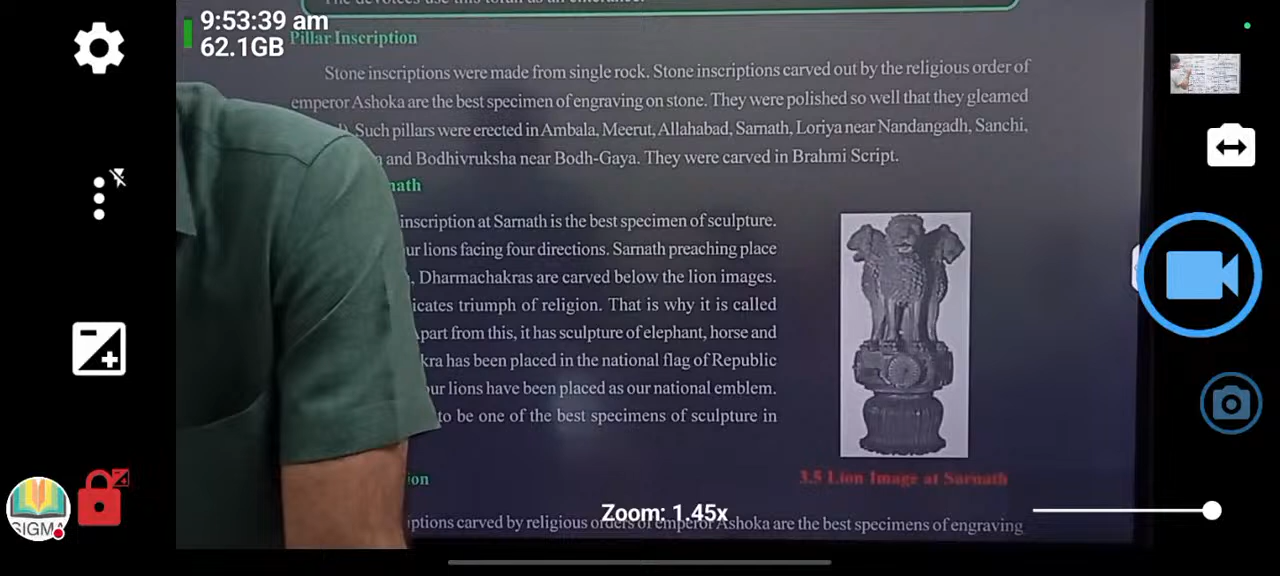 9:53:39 am
62.1GB
Pillar Inscription
Stone inscriptions were made from single rock. Stone inscriptions carved out by the religious order of
emperor Ashoka are the best specimen of engraving on stone. They were polished so well that they gleamed
Such pillars were erected in Ambala, Meerut, Allahabad, Sarnath, Loriya near Nandangadh, Sanchi,
and Bodhivruksha near Bodh-Gaya. They were carved in Brahmi Script.
inscription at Sarnath is the best specimen of sculpture.
lions facing four directions. Sarnath preaching place
Dharmachakras are carved below the lion images.
triumph of religion. That is why it is called
part from this, it has sculpture of elephant, horse and
has been placed in the national flag of Republic
lions have been placed as our national emblem.
to be one of the best specimens of sculpture in
3.5 Lion Image at Sarnath
Zoom: 1.45x
carved by religious orders of emperor Ashoka are the best specimens of engraving
SIGMA